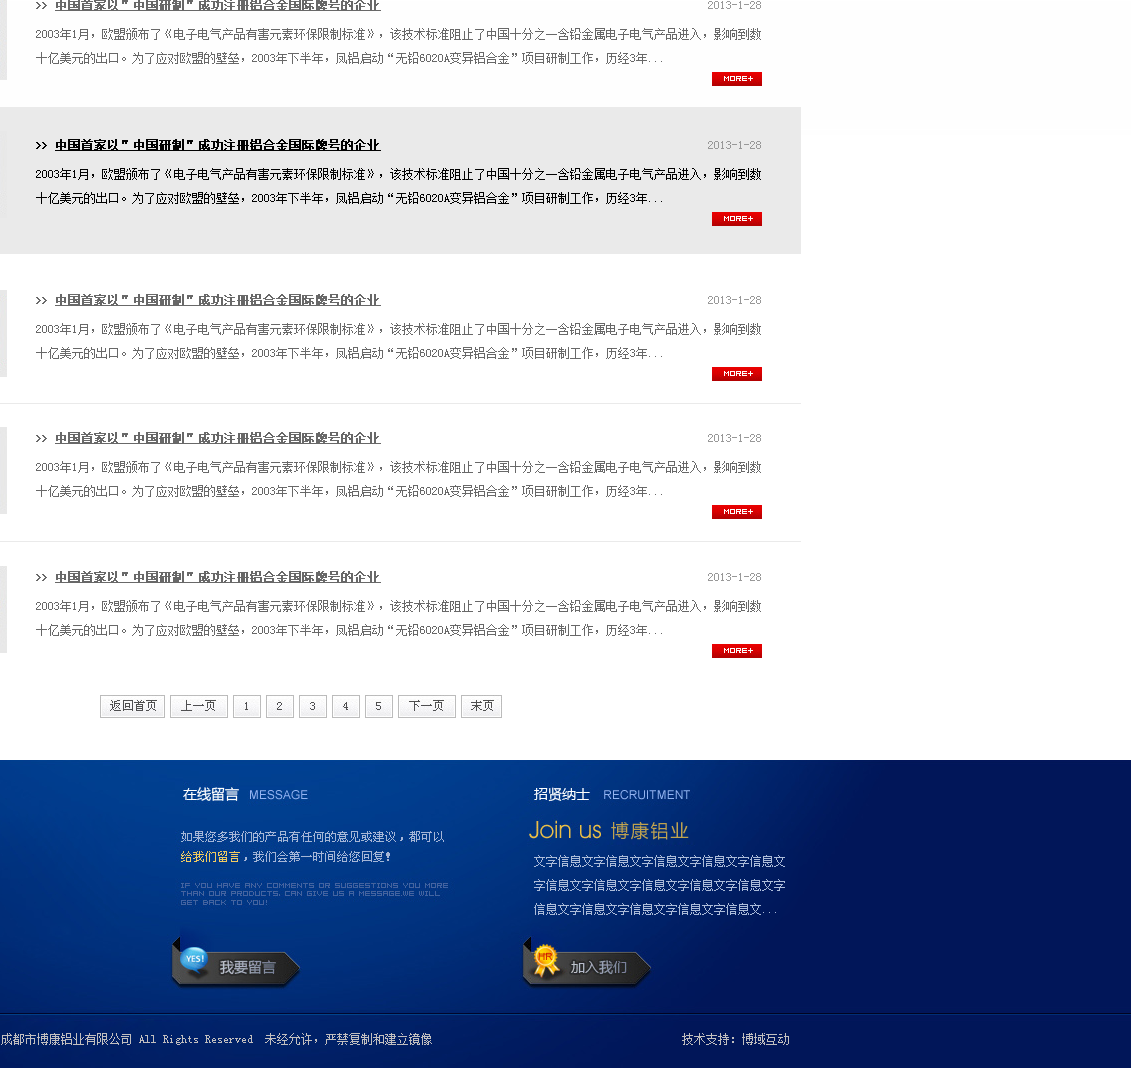 >> 中国首家以”中国研制”成功注册铝合金国际牌号的企业 2013-1-28
2003年1月，欧盟颁布了《电子电气产品有害元素环保限制标准》，该技术标准阻止了中国十分之一含铅金属电子电气产品进入，影响到数
十亿美元的出口。为了应对欧盟的壁垒，2003年下半年，凤铝启动“无铅6020A变异铝合金”项目研制工作，历经3年...
MORE+
>> 中国首家以”中国研制”成功注册铝合金国际牌号的企业 2013-1-28
2003年1月，欧盟颁布了《电子电气产品有害元素环保限制标准》，该技术标准阻止了中国十分之一含铅金属电子电气产品进入，影响到数
十亿美元的出口。为了应对欧盟的壁垒，2003年下半年，凤铝启动“无铅6020A变异铝合金”项目研制工作，历经3年...
MORE+
>> 中国首家以”中国研制”成功注册铝合金国际牌号的企业 2013-1-28
2003年1月，欧盟颁布了《电子电气产品有害元素环保限制标准》，该技术标准阻止了中国十分之一含铅金属电子电气产品进入，影响到数
十亿美元的出口。为了应对欧盟的壁垒，2003年下半年，凤铝启动“无铅6020A变异铝合金”项目研制工作，历经3年...
MORE+
>> 中国首家以”中国研制”成功注册铝合金国际牌号的企业 2013-1-28
2003年1月，欧盟颁布了《电子电气产品有害元素环保限制标准》，该技术标准阻止了中国十分之一含铅金属电子电气产品进入，影响到数
十亿美元的出口。为了应对欧盟的壁垒，2003年下半年，凤铝启动“无铅6020A变异铝合金”项目研制工作，历经3年...
MORE+
>> 中国首家以”中国研制”成功注册铝合金国际牌号的企业 2013-1-28
2003年1月，欧盟颁布了《电子电气产品有害元素环保限制标准》，该技术标准阻止了中国十分之一含铅金属电子电气产品进入，影响到数
十亿美元的出口。为了应对欧盟的壁垒，2003年下半年，凤铝启动“无铅6020A变异铝合金”项目研制工作，历经3年...
MORE+
返回首页 上一页 1 2 3 4 5 下一页 末页
在线留言 MESSAGE
如果您多我们的产品有任何的意见或建议，都可以
给我们留言，我们会第一时间给您回复！
IF YOU HAVE ANY COMMENTS OR SUGGESTIONS YOU MORE
THAN OUR PRODUCTS, CAN GIVE US A MESSAGE.WE WILL
GET BACK TO YOU!
YES! 我要留言
招贤纳士 RECRUITMENT
Join us 博康铝业
文字信息文字信息文字信息文字信息文字信息文
字信息文字信息文字信息文字信息文字信息文字
信息文字信息文字信息文字信息文字信息文...
HR 加入我们
成都市博康铝业有限公司 All Rights Reserved 未经允许，严禁复制和建立镜像 技术支持：博域互动